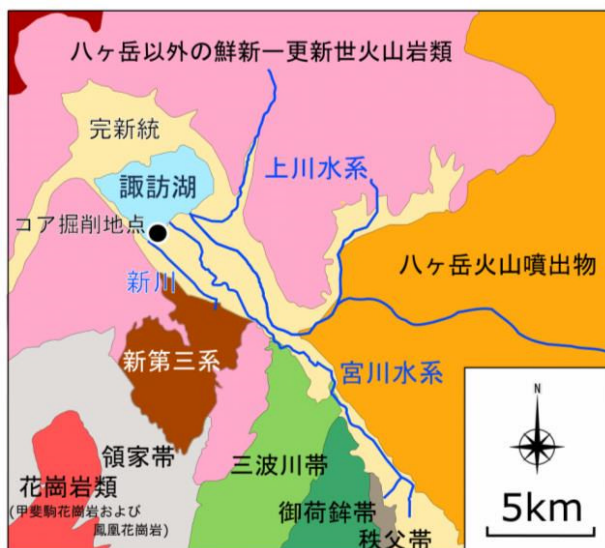 八ヶ岳以外の鮮新―更新世火山岩類
完新統
諏訪湖
上川水系
コア掘削地点
八ヶ岳火山噴出物
新川
新第三系
宮川水系
N
領家帯
三波川帯
花崗岩類
(甲斐駒花崗岩および
鳳凰花崗岩)
御荷鉾帯
秩父帯
5km